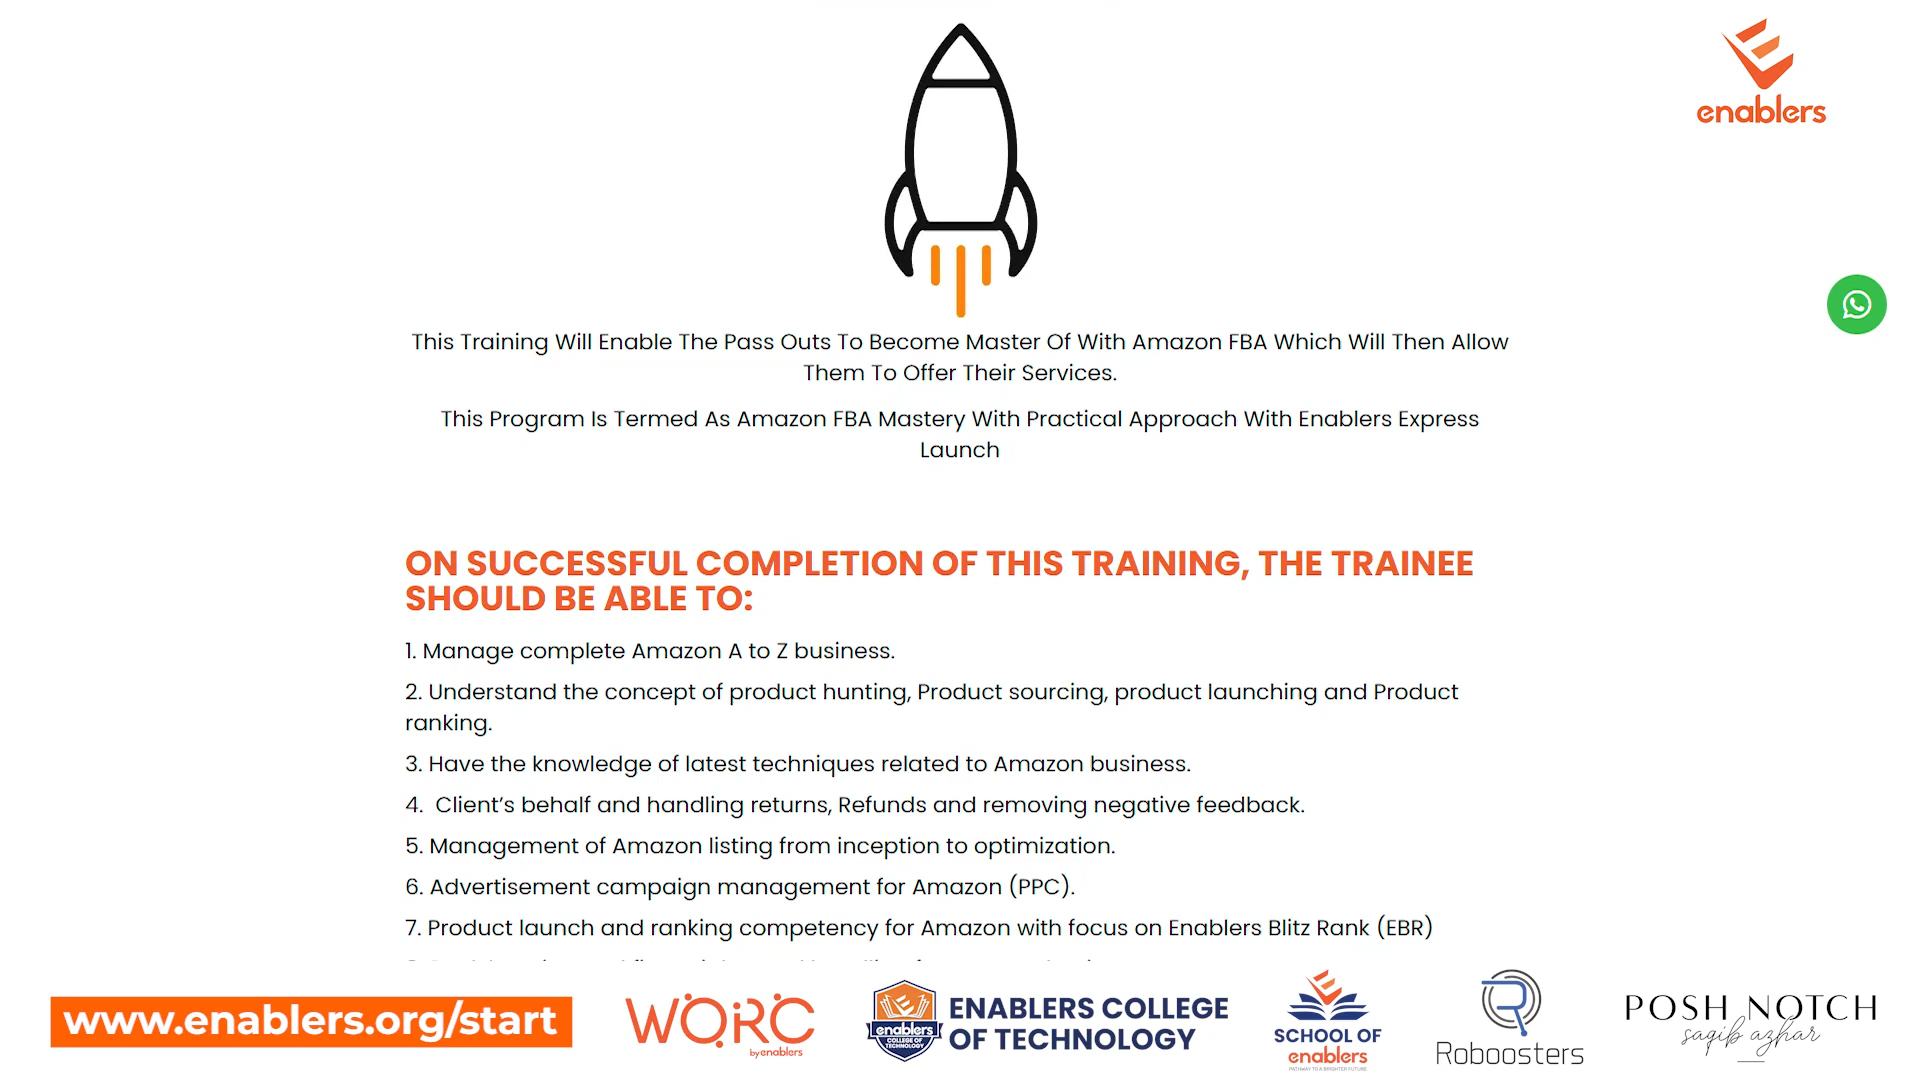 enablers
This Training Will Enable The Pass Outs To Become Master Of With Amazon FBA Which Will Then Allow
Them To Offer Their Services.
This Program Is Termed As Amazon FBA Mastery With Practical Approach With Enablers Express
Launch
ON SUCCESSFUL COMPLETION OF THIS TRAINING, THE TRAINEE
SHOULD BE ABLE TO:
1. Manage complete Amazon A to Z business.
2. Understand the concept of product hunting, Product sourcing, product launching and Product
ranking.
3. Have the knowledge of latest techniques related to Amazon business.
4.  Client’s behalf and handling returns, Refunds and removing negative feedback.
5. Management of Amazon listing from inception to optimization.
6. Advertisement campaign management for Amazon (PPC).
7. Product launch and ranking competency for Amazon with focus on Enablers Blitz Rank (EBR)
www.enablers.org/start
WORC
by enablers
enablers
COLLEGE OF
TECHNOLOGY
ENABLERS COLLEGE
OF TECHNOLOGY
SCHOOL OF
enablers
PATHWAY TO A BRIGHTER FUTURE
Roboosters
POSH NOTCH
saqib azhar